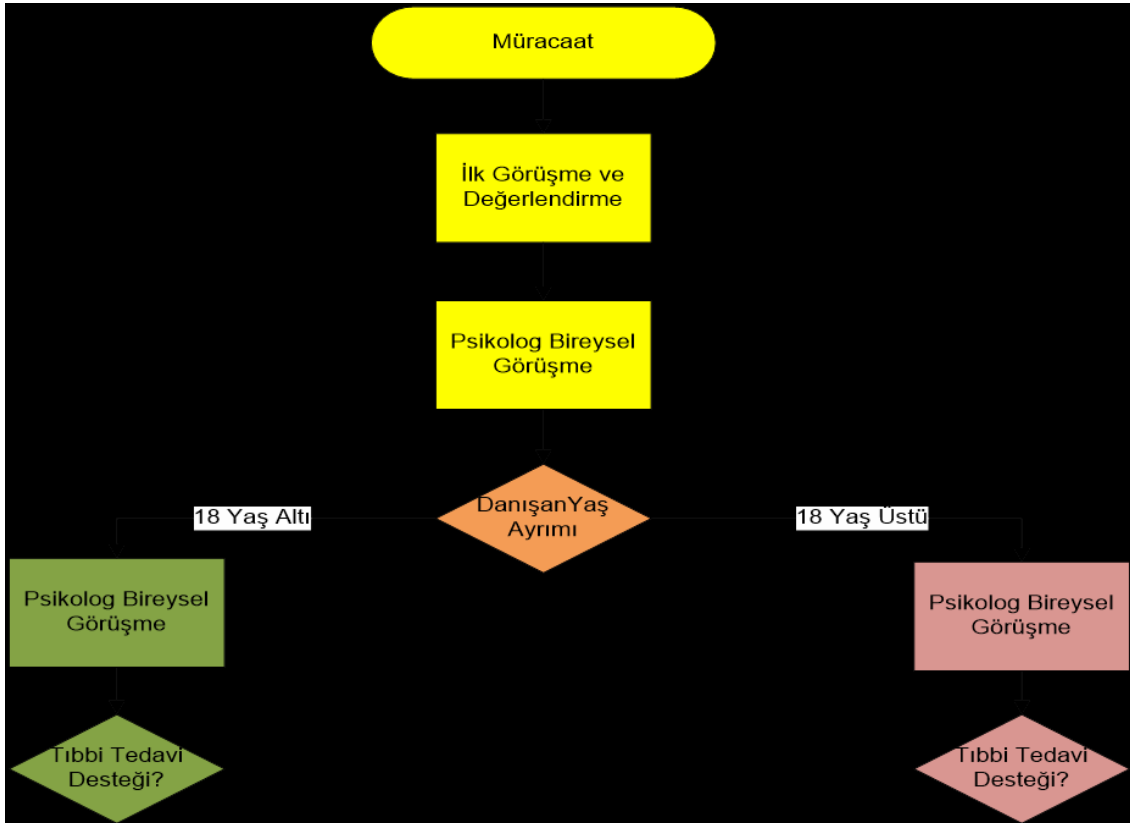 Müracaat
İlk Görüşme ve
Değerlendirme
Psikolog Bireysel
Görüşme
DanışanYaş
Ayrımı
18 Yaş Altı
18 Yaş Üstü
Psikolog Bireysel
Görüşme
Psikolog Bireysel
Görüşme
Tıbbi Tedavi
Desteği?
Tıbbi Tedavi
Desteği?